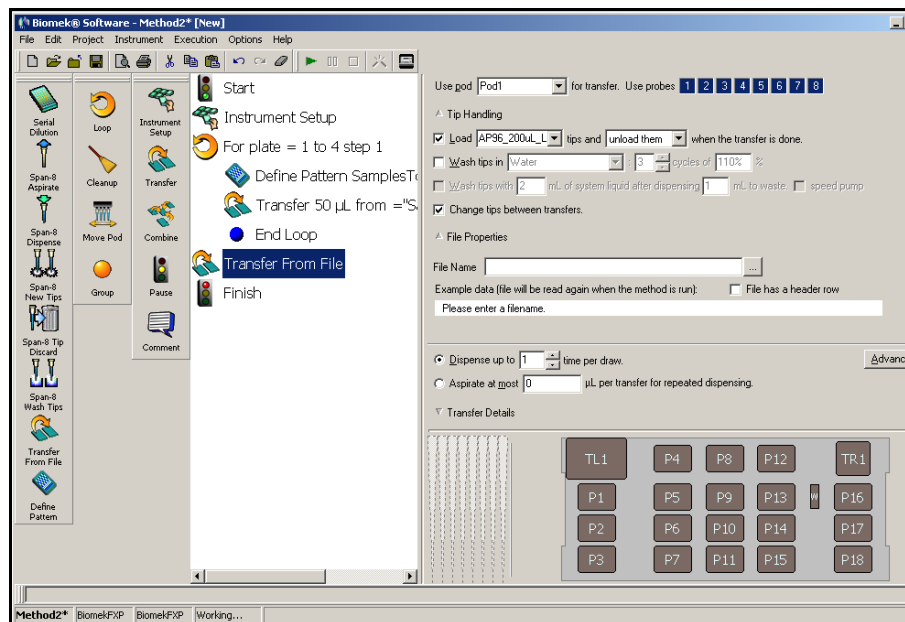 Biomek® Software - Method2* [New]
File Edit Project Instrument Execution Options Help
Serial Dilution
Span-8 Aspirate
Span-8 Dispense
Span-8 New Tips
Span-8 Tip Discard
Span-8 Wash Tips
Transfer From File
Define Pattern
Loop
Cleanup
Move Pod
Group
Instrument Setup
Transfer
Combine
Pause
Comment
Start
Instrument Setup
For plate = 1 to 4 step 1
Define Pattern SamplesTo
Transfer 50 µL from ="Sa
End Loop
Transfer From File
Finish
Use pod Pod1 for transfer. Use probes 1 2 3 4 5 6 7 8
Tip Handling
Load AP96_200uL_L tips and unload them when the transfer is done.
Wash tips in Water : 3 cycles of 110% %
Wash tips with 2 mL of system liquid after dispensing 1 mL to waste. speed pump
Change tips between transfers.
File Properties
File Name ...
Example data (file will be read again when the method is run): File has a header row
Please enter a filename.
Dispense up to 1 time per draw. Advanc
Aspirate at most 0 µL per transfer for repeated dispensing.
Transfer Details
TL1 P4 P8 P12 TR1
P1 P5 P9 P13 W P16
P2 P6 P10 P14 P17
P3 P7 P11 P15 P18
Method2* BiomekFXP BiomekFXP Working...